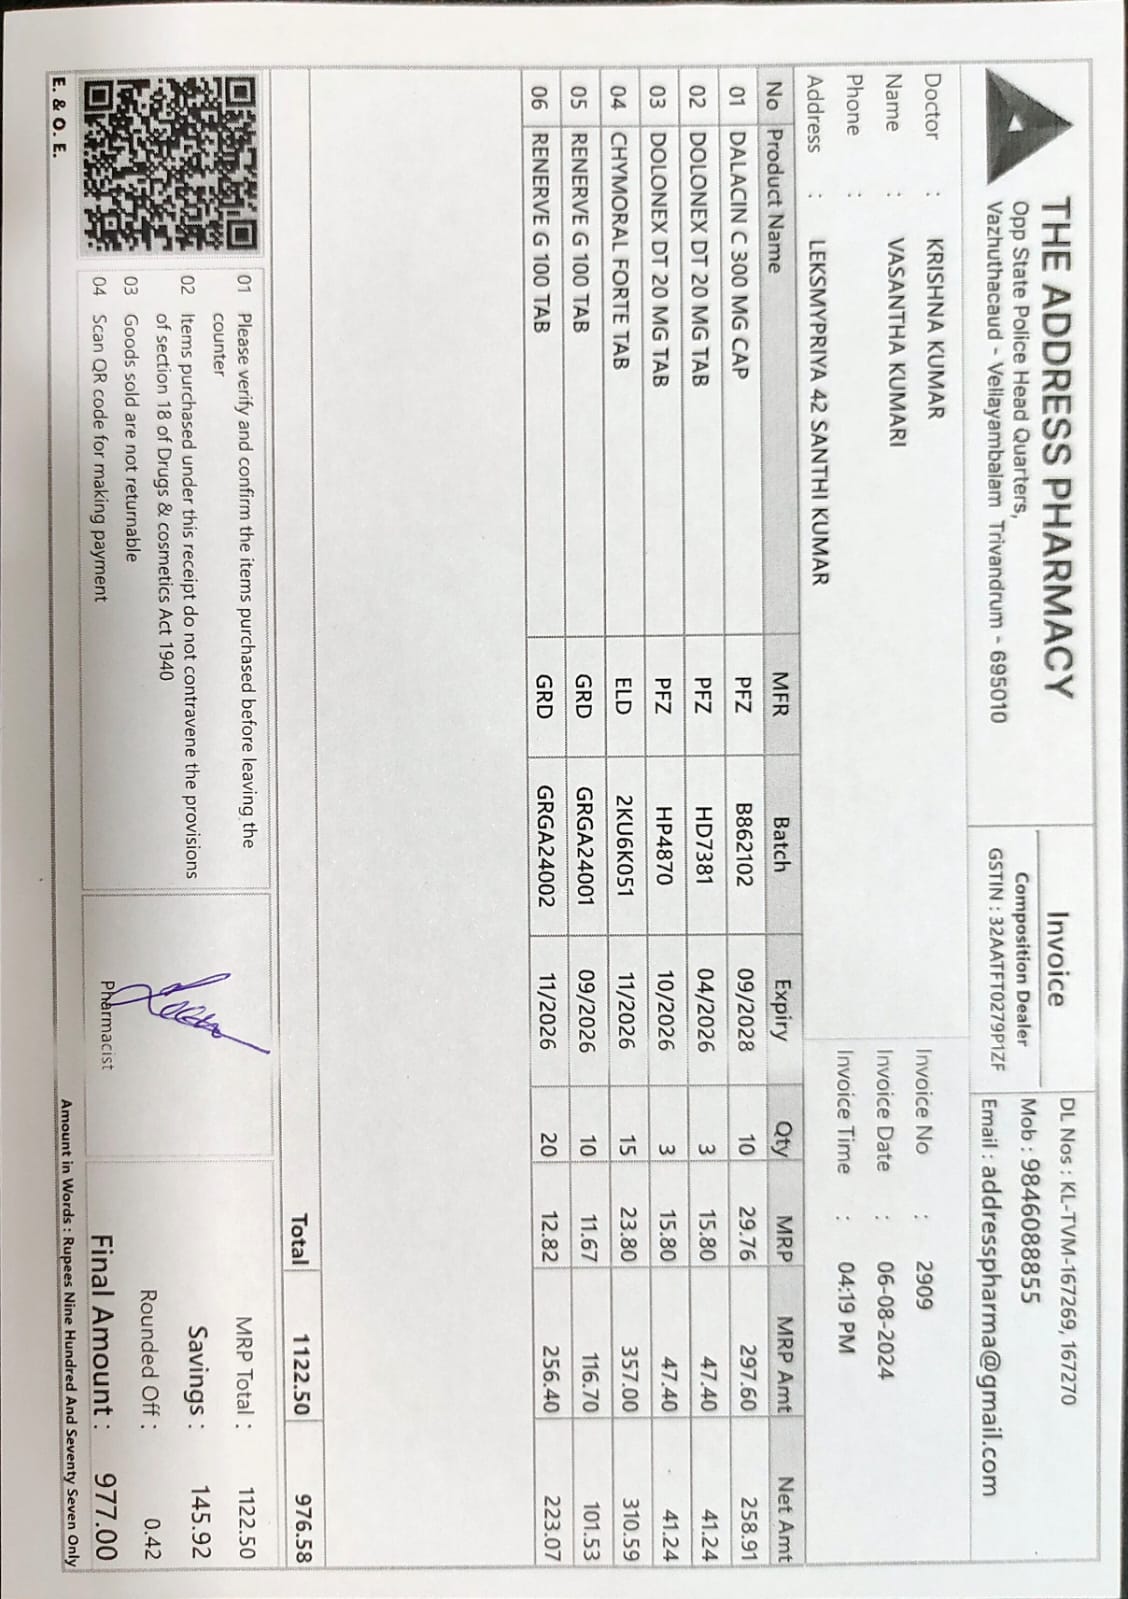 THE ADDRESS PHARMACY
Opp State Police Head Quarters,
Vazhuthacaud - Vellayambalam Trivandrum - 695010
Invoice
Composition Dealer
GSTIN : 32AATFT0279P1ZF
DL Nos : KL-TVM-167269, 167270
Mob : 9846088855
Email : addresspharma@gmail.com
Doctor : KRISHNA KUMAR
Name : VASANTHA KUMARI
Phone :
Address : LEKSMYPRIYA 42 SANTHI KUMAR
Invoice No : 2909
Invoice Date : 06-08-2024
Invoice Time : 04:19 PM
No Product Name MFR Batch Expiry Qty MRP MRP Amt Net Amt
01 DALACIN C 300 MG CAP PFZ B862102 09/2028 10 29.76 297.60 258.91
02 DOLONEX DT 20 MG TAB PFZ HD7381 04/2026 3 15.80 47.40 41.24
03 DOLONEX DT 20 MG TAB PFZ HP4870 10/2026 3 15.80 47.40 41.24
04 CHYMORAL FORTE TAB ELD 2KU6K051 11/2026 15 23.80 357.00 310.59
05 RENERVE G 100 TAB GRD GRGA24001 09/2026 10 11.67 116.70 101.53
06 RENERVE G 100 TAB GRD GRGA24002 11/2026 20 12.82 256.40 223.07
Total 1122.50 976.58
01 Please verify and confirm the items purchased before leaving the
counter
02 Items purchased under this receipt do not contravene the provisions
of section 18 of Drugs & cosmetics Act 1940
03 Goods sold are not returnable
04 Scan QR code for making payment
Pharmacist
MRP Total : 1122.50
Savings : 145.92
Rounded Off : 0.42
Final Amount : 977.00
E. & O. E.
Amount in Words : Rupees Nine Hundred And Seventy Seven Only